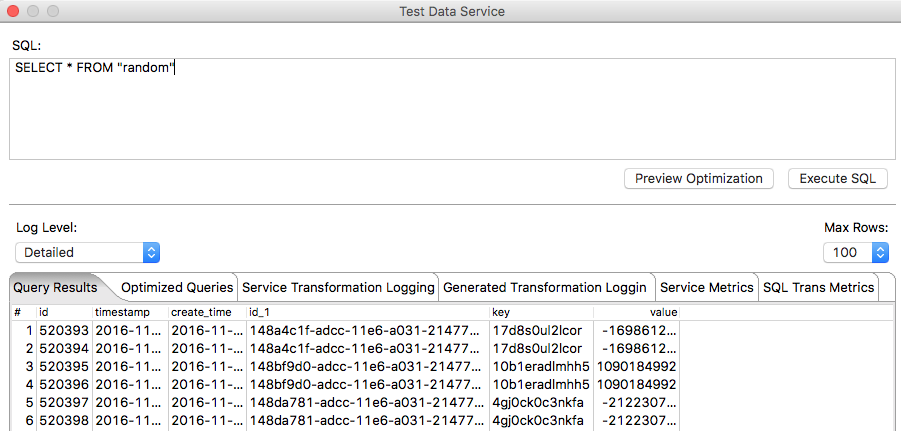 Test Data Service
SQL:
SELECT * FROM "random"
Preview Optimization Execute SQL
Log Level: Max Rows:
Detailed 100
Query Results Optimized Queries Service Transformation Logging Generated Transformation Loggin Service Metrics SQL Trans Metrics
# id timestamp create_time id_1 key value
1 520393 2016-11... 2016-11-... 148a4c1f-adcc-11e6-a031-21477... 17d8s0ul2lcor -1698612...
2 520394 2016-11... 2016-11-... 148a4c1f-adcc-11e6-a031-21477... 17d8s0ul2lcor -1698612...
3 520395 2016-11... 2016-11-... 148bf9d0-adcc-11e6-a031-2147... 10b1eradlmhh5 1090184992
4 520396 2016-11... 2016-11-... 148bf9d0-adcc-11e6-a031-2147... 10b1eradlmhh5 1090184992
5 520397 2016-11... 2016-11-... 148da781-adcc-11e6-a031-21477... 4gj0ck0c3nkfa -2122307...
6 520398 2016-11... 2016-11-... 148da781-adcc-11e6-a031-21477... 4gj0ck0c3nkfa -2122307...